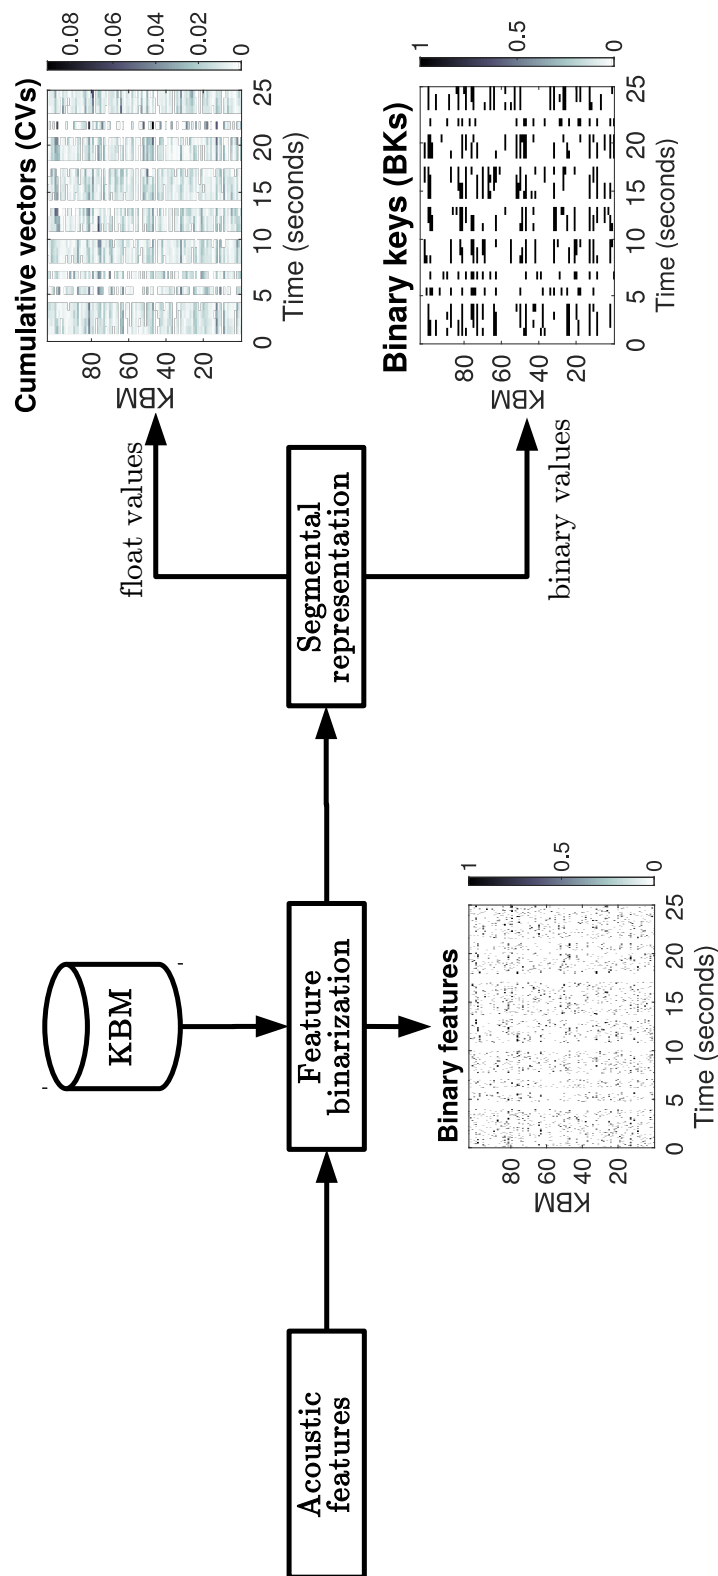 Acoustic
features
KBM
Feature
binarization
Binary features
KBM
80
60
40
20
0
5
10
15
20
25
Time (seconds)
1
0.5
0
Segmental
representation
float values
binary values
Cumulative vectors (CVs)
KBM
80
60
40
20
0
5
10
15
20
25
Time (seconds)
0.08
0.06
0.04
0.02
0
Binary keys (BKs)
KBM
80
60
40
20
0
5
10
15
20
25
Time (seconds)
1
0.5
0